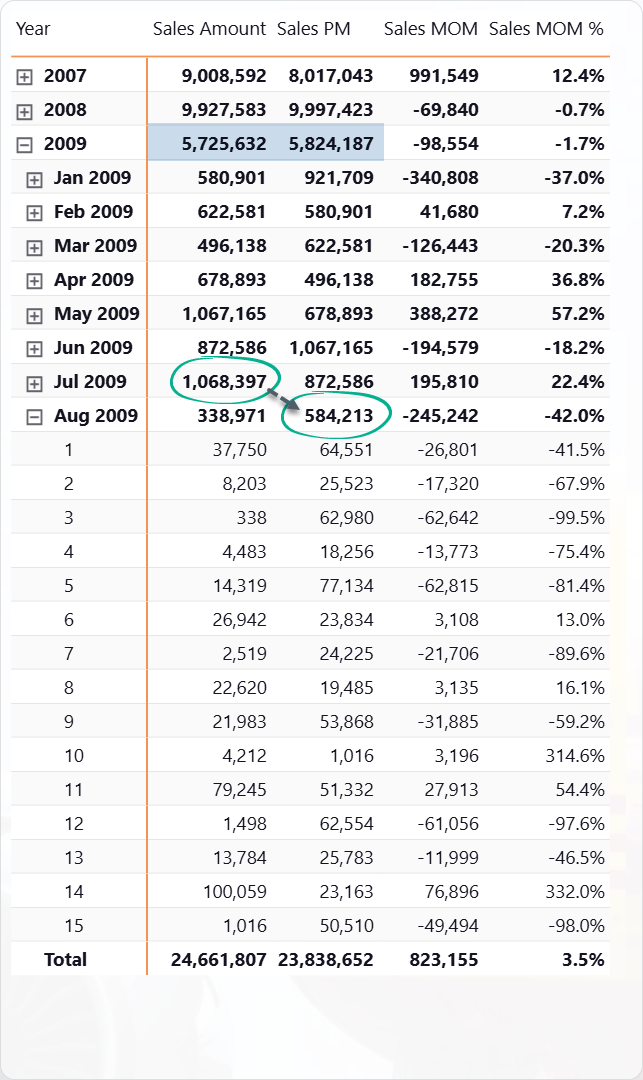 Year Sales Amount Sales PM Sales MOM Sales MOM %
2007 9,008,592 8,017,043 991,549 12.4%
2008 9,927,583 9,997,423 -69,840 -0.7%
2009 5,725,632 5,824,187 -98,554 -1.7%
Jan 2009 580,901 921,709 -340,808 -37.0%
Feb 2009 622,581 580,901 41,680 7.2%
Mar 2009 496,138 622,581 -126,443 -20.3%
Apr 2009 678,893 496,138 182,755 36.8%
May 2009 1,067,165 678,893 388,272 57.2%
Jun 2009 872,586 1,067,165 -194,579 -18.2%
Jul 2009 1,068,397 872,586 195,810 22.4%
Aug 2009 338,971 584,213 -245,242 -42.0%
1 37,750 64,551 -26,801 -41.5%
2 8,203 25,523 -17,320 -67.9%
3 338 62,980 -62,642 -99.5%
4 4,483 18,256 -13,773 -75.4%
5 14,319 77,134 -62,815 -81.4%
6 26,942 23,834 3,108 13.0%
7 2,519 24,225 -21,706 -89.6%
8 22,620 19,485 3,135 16.1%
9 21,983 53,868 -31,885 -59.2%
10 4,212 1,016 3,196 314.6%
11 79,245 51,332 27,913 54.4%
12 1,498 62,554 -61,056 -97.6%
13 13,784 25,783 -11,999 -46.5%
14 100,059 23,163 76,896 332.0%
15 1,016 50,510 -49,494 -98.0%
Total 24,661,807 23,838,652 823,155 3.5%